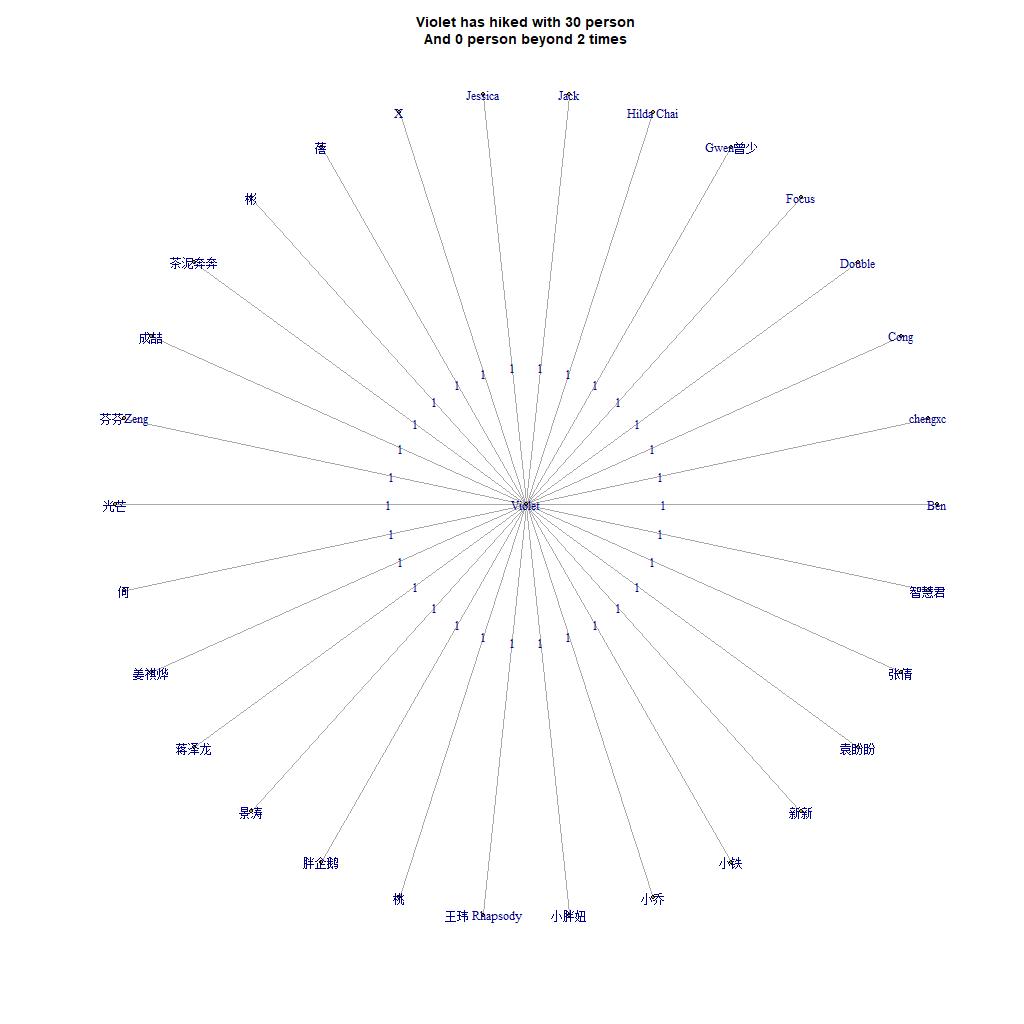 Violet has hiked with 30 person
And 0 person beyond 2 times
Jessica
Jack
X
Hilda Chai
蓓
Gwen曾少
彬
Focus
茶泥奔奔
Double
成喆
Cong
芬芬Zeng
chengxc
1
1
1
1
1
1
1
1
1
1
1
1
1
1
光芒
1
Violet
1
Ben
1
1
1
1
1
1
1
1
1
1
1
1
1
1
智慧君
姜祺烨
张倩
蒋泽龙
袁盼盼
景涛
新新
胖企鹅
小铁
桃
小乔
王玮 Rhapsody
小胖妞